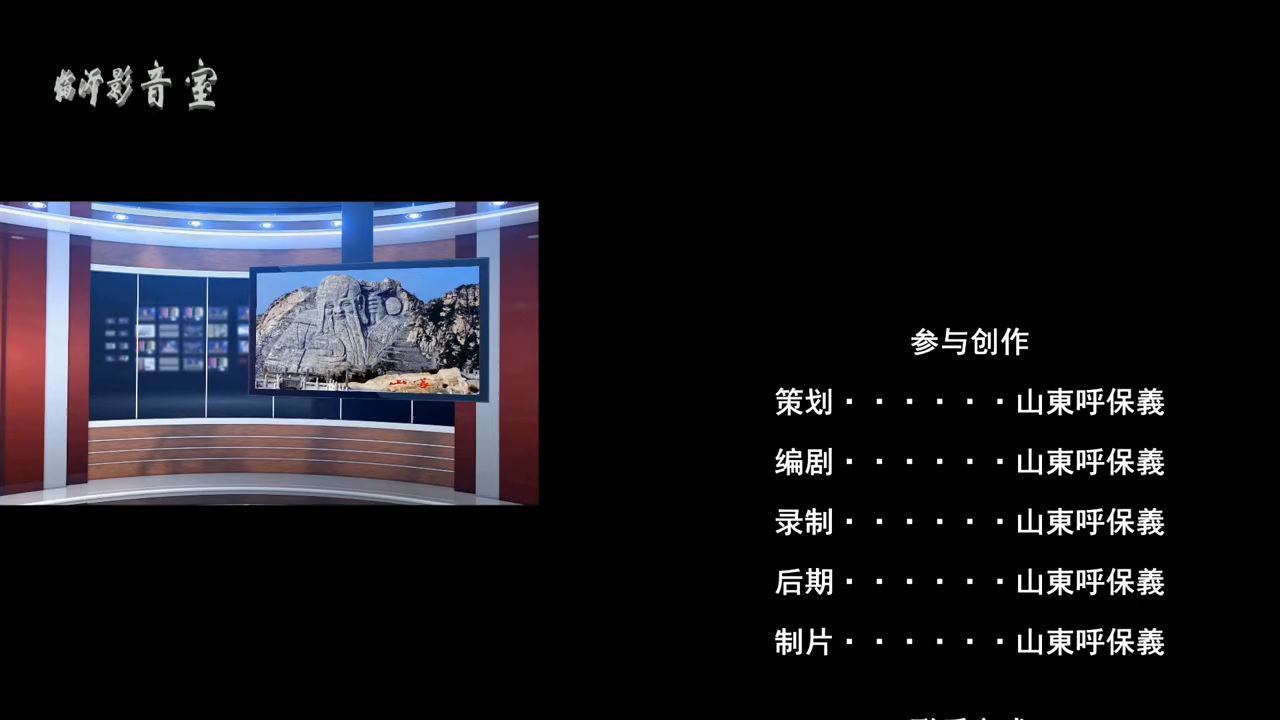 临沂影音室
参与创作
策划······山東呼保義
编剧······山東呼保義
录制······山東呼保義
后期······山東呼保義
制片······山東呼保義